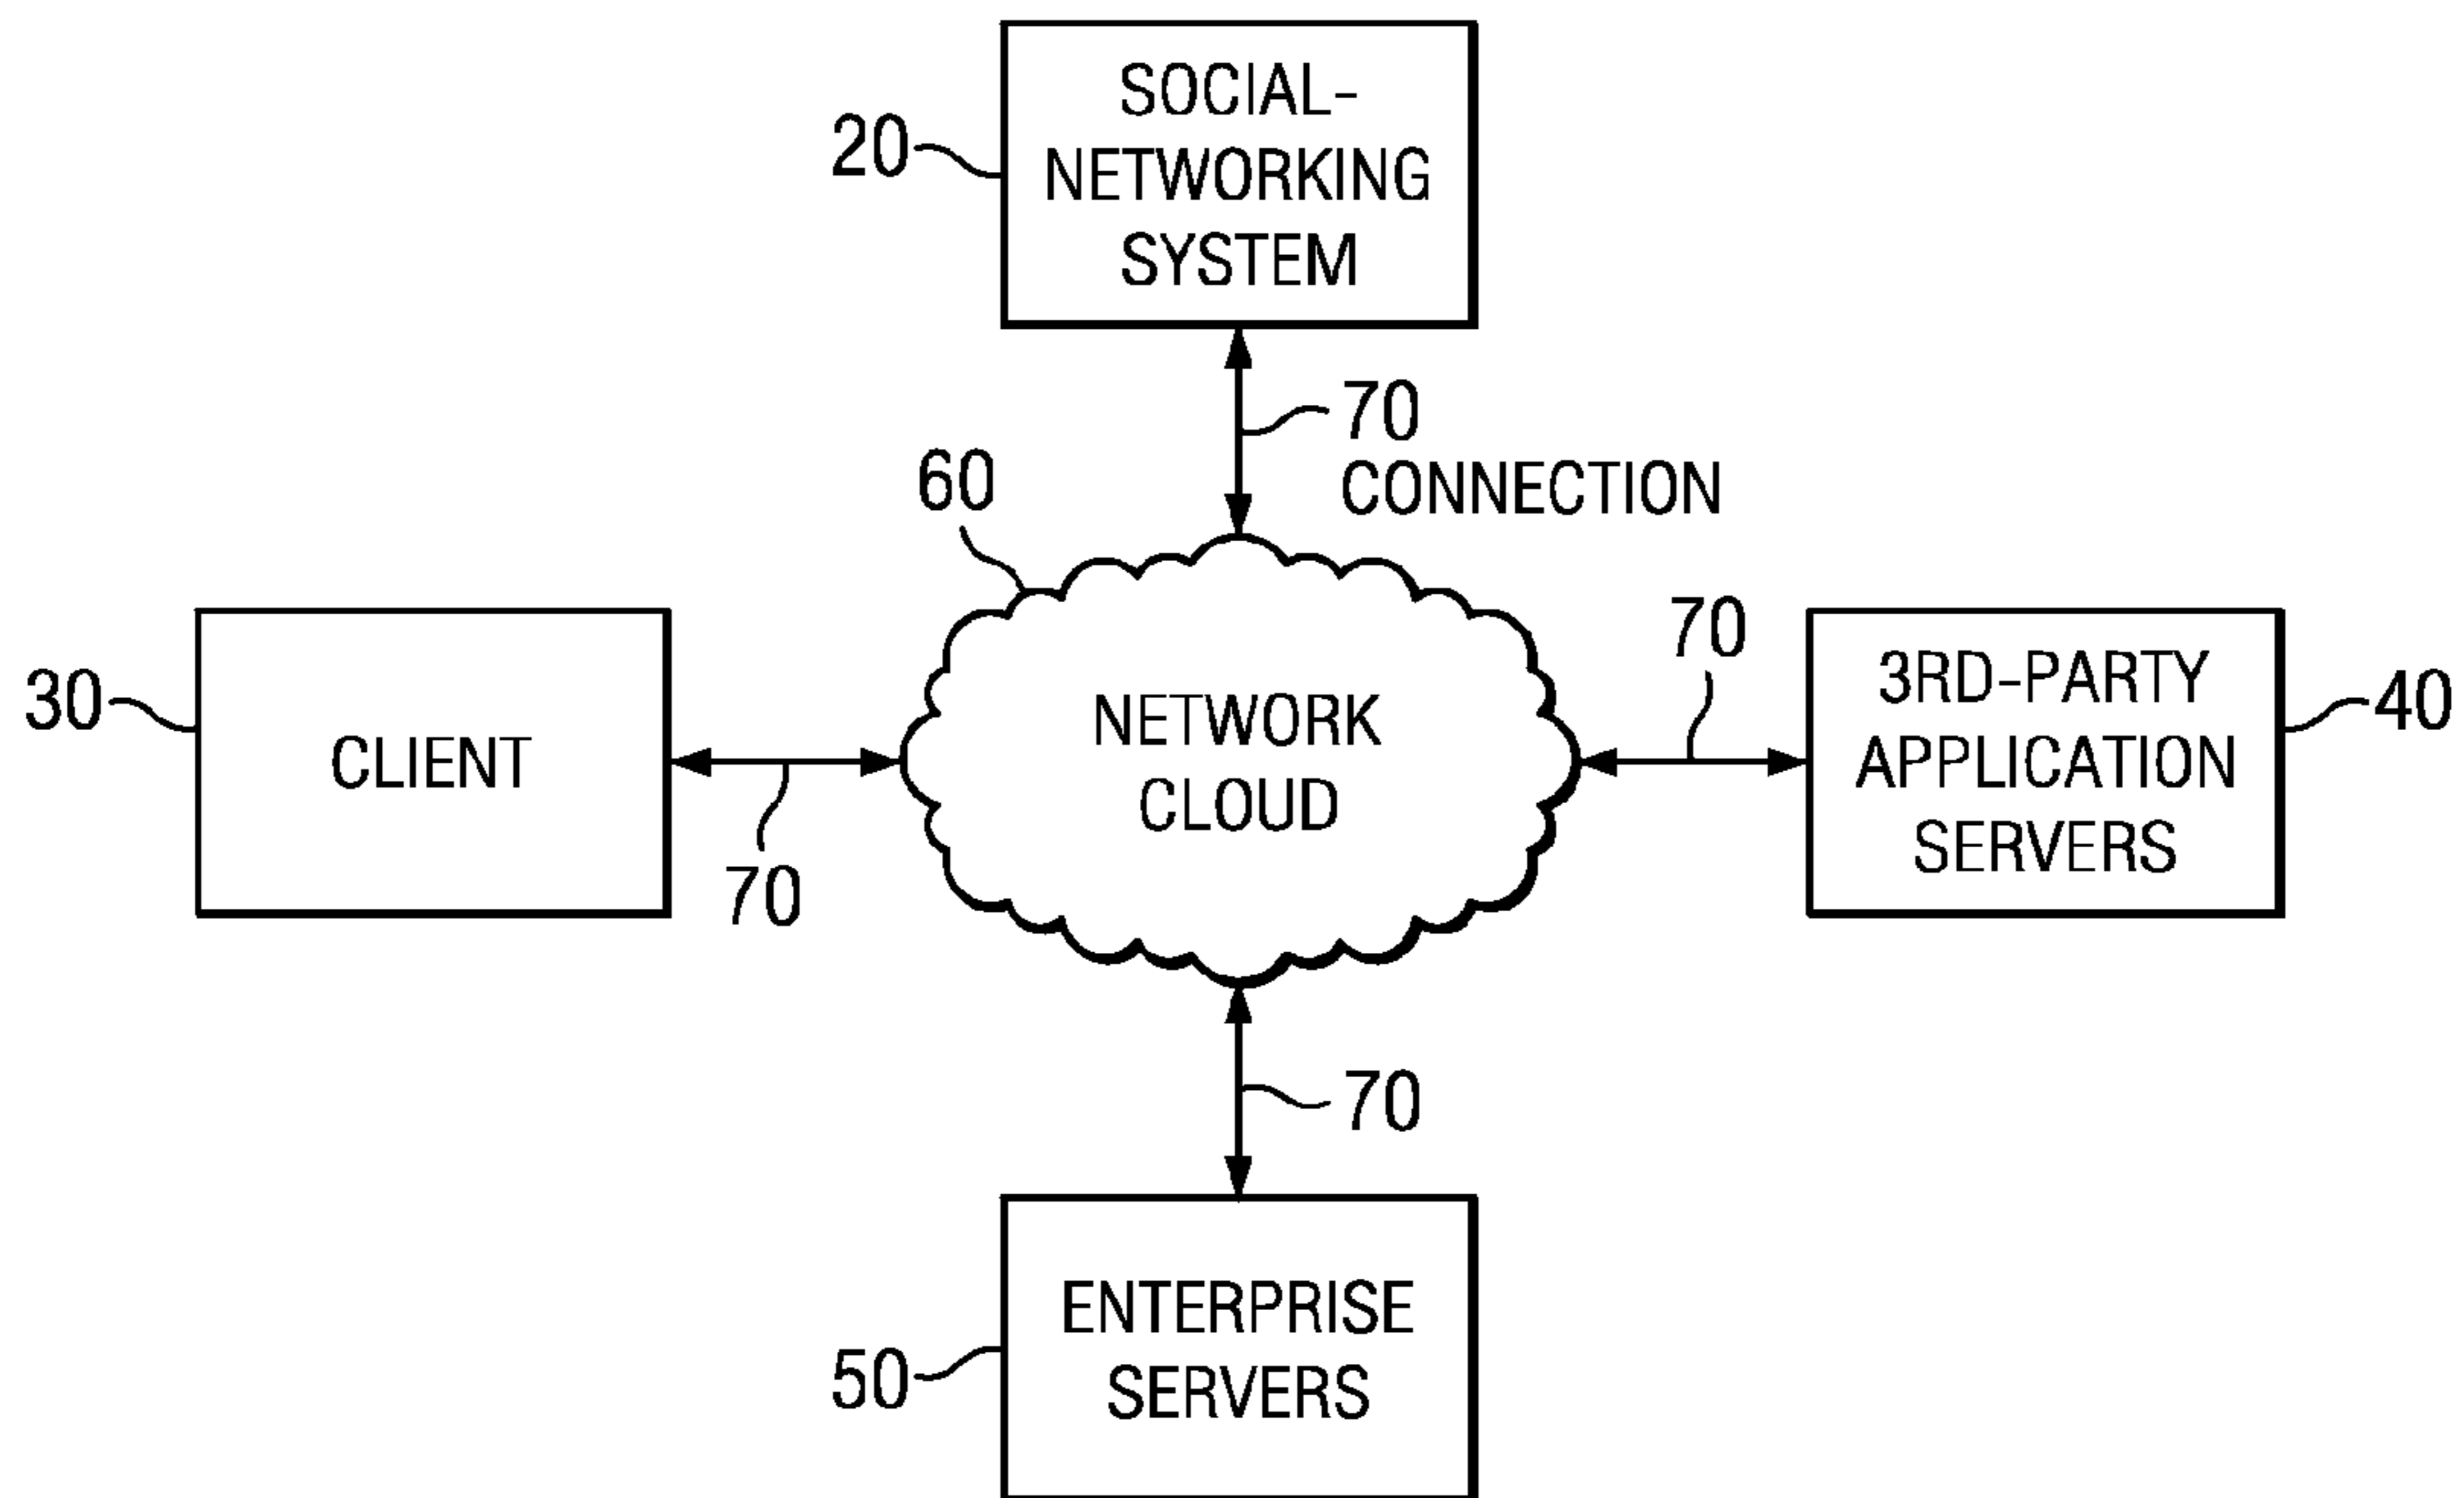 SOCIAL-
NETWORKING
SYSTEM
20
70
CONNECTION
60
30
CLIENT
70
NETWORK
CLOUD
70
3RD-PARTY
APPLICATION
SERVERS
40
70
50
ENTERPRISE
SERVERS